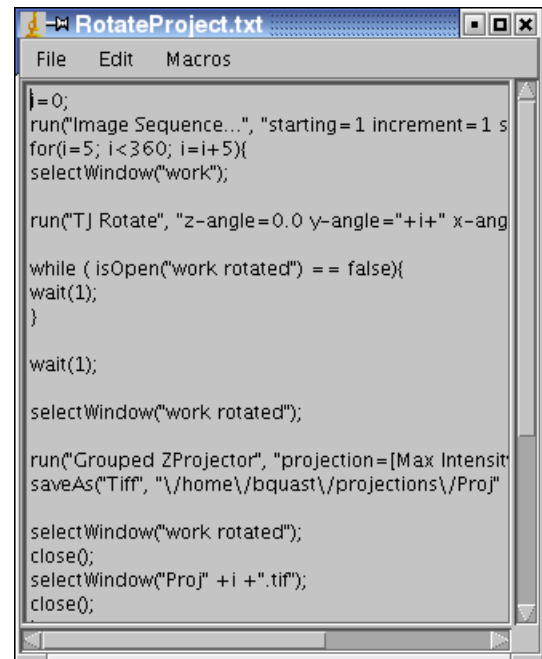 RotateProject.txt
File Edit Macros
i=0;
run("Image Sequence...", "starting=1 increment=1 s
for(i=5; i<360; i=i+5){
selectWindow("work");
run("TJ Rotate", "z-angle=0.0 y-angle="+i+" x-ang
while ( isOpen("work rotated") == false){
wait(1);
}
wait(1);
selectWindow("work rotated");
run("Grouped ZProjector", "projection=[Max Intensit
saveAs("Tiff", "\/home\/bquast\/projections\/Proj"
selectWindow("work rotated");
close();
selectWindow("Proj" +i +".tif");
close();